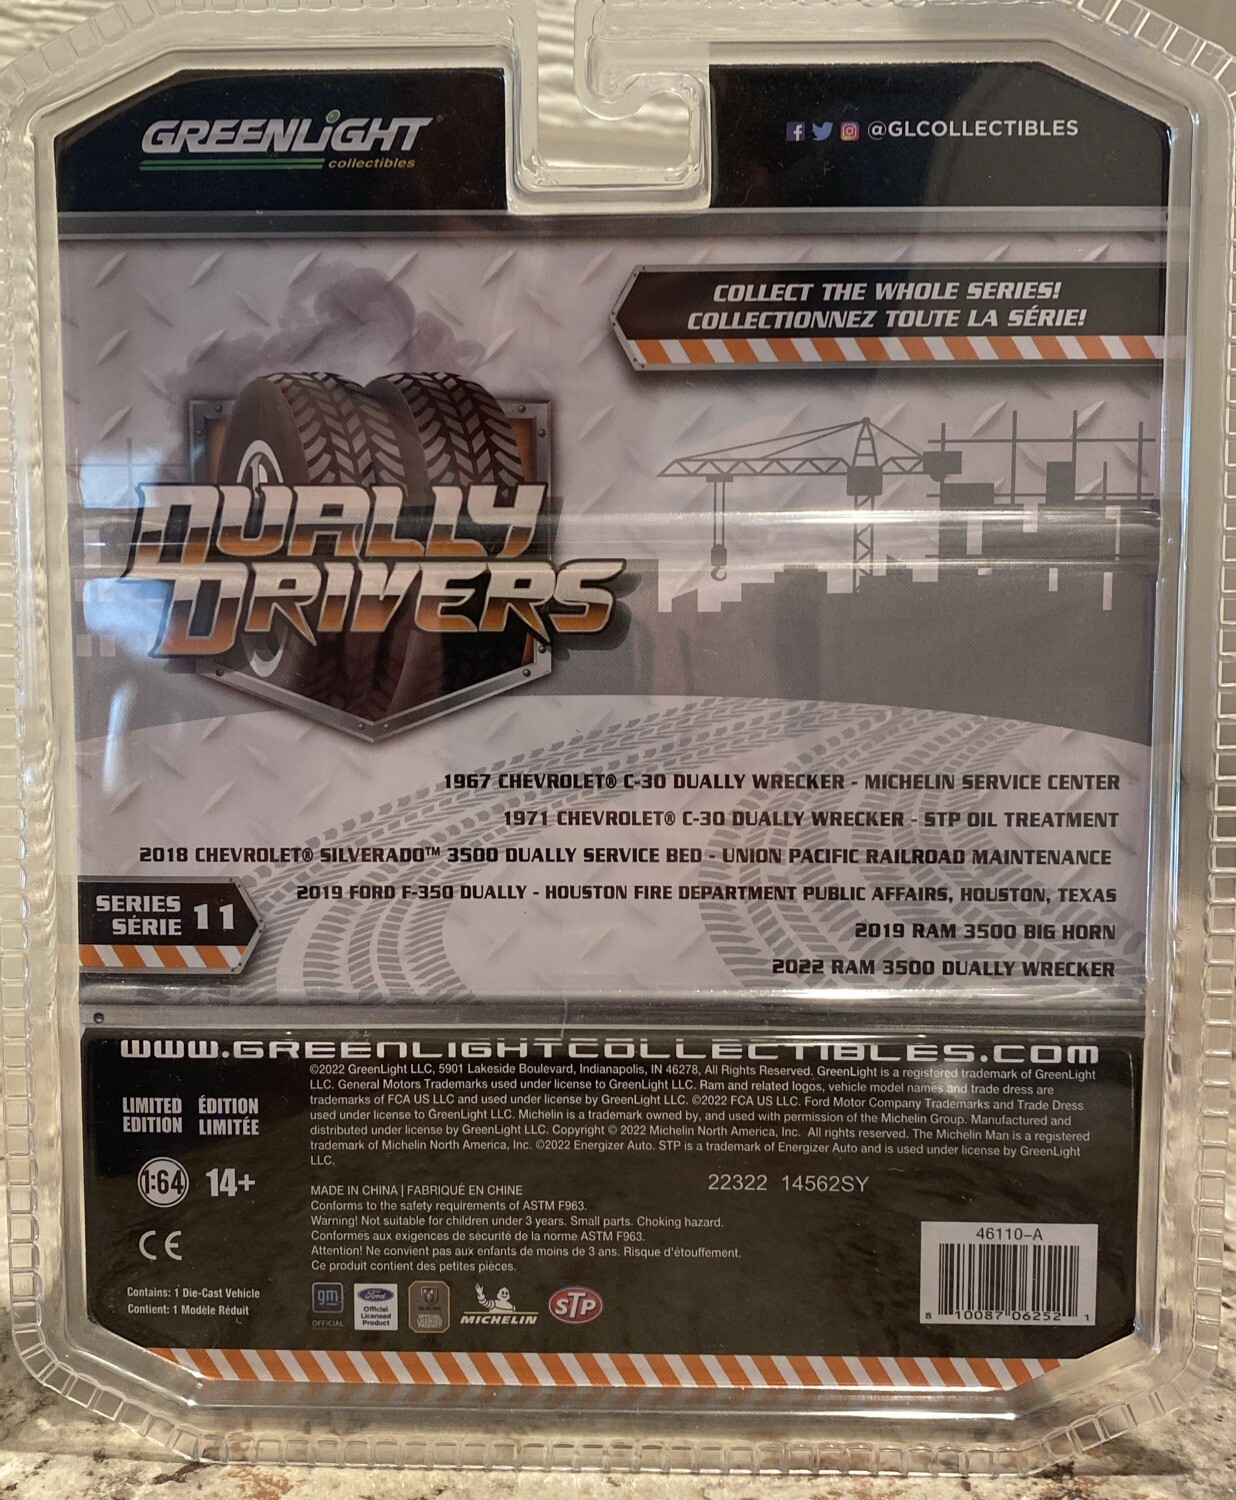 GREENLIGHT®
collectibles
@GLCOLLECTIBLES
COLLECT THE WHOLE SERIES!
COLLECTIONNEZ TOUTE LA SÉRIE!
DUALLY
DRIVERS
1967 CHEVROLET® C-30 DUALLY WRECKER - MICHELIN SERVICE CENTER
1971 CHEVROLET® C-30 DUALLY WRECKER - STP OIL TREATMENT
2018 CHEVROLET® SILVERADO™ 3500 DUALLY SERVICE BED - UNION PACIFIC RAILROAD MAINTENANCE
2019 FORD F-350 DUALLY - HOUSTON FIRE DEPARTMENT PUBLIC AFFAIRS, HOUSTON, TEXAS
2019 RAM 3500 BIG HORN
2022 RAM 3500 DUALLY WRECKER
SERIES
SÉRIE 11
WWW.GREENLIGHTCOLLECTIBLES.COM
©2022 GreenLight LLC, 5901 Lakeside Boulevard, Indianapolis, IN 46278, All Rights Reserved. GreenLight is a registered trademark of GreenLight
LLC. General Motors Trademarks used under license to GreenLight LLC. Ram and related logos, vehicle model names and trade dress are
trademarks of FCA US LLC and used under license by GreenLight LLC. ©2022 FCA US LLC. Ford Motor Company Trademarks and Trade Dress
used under license to GreenLight LLC. Michelin is a trademark owned by, and used with permission of the Michelin Group. Manufactured and
distributed under license by GreenLight LLC. Copyright © 2022 Michelin North America, Inc. All rights reserved. The Michelin Man is a registered
trademark of Michelin North America, Inc. ©2022 Energizer Auto. STP is a trademark of Energizer Auto and is used under license by GreenLight
LLC.
LIMITED EDITION
ÉDITION LIMITÉE
1:64 14+
CE
22322 14562SY
MADE IN CHINA | FABRIQUÉ EN CHINE
Conforms to the safety requirements of ASTM F963.
Warning! Not suitable for children under 3 years. Small parts. Choking hazard.
Conformes aux exigences de sécurité de la norme ASTM F963.
Attention! Ne convient pas aux enfants de moins de 3 ans. Risque d'étouffement.
Ce produit contient des petites pièces.
Contains: 1 Die-Cast Vehicle
Contient: 1 Modèle Réduit
gm
OFFICIAL
Ford
Official
Licensed
Product
RAM
OFFICIAL
LICENSED
PRODUCT
MICHELIN
STP
46110-A
8 10087 06252 1